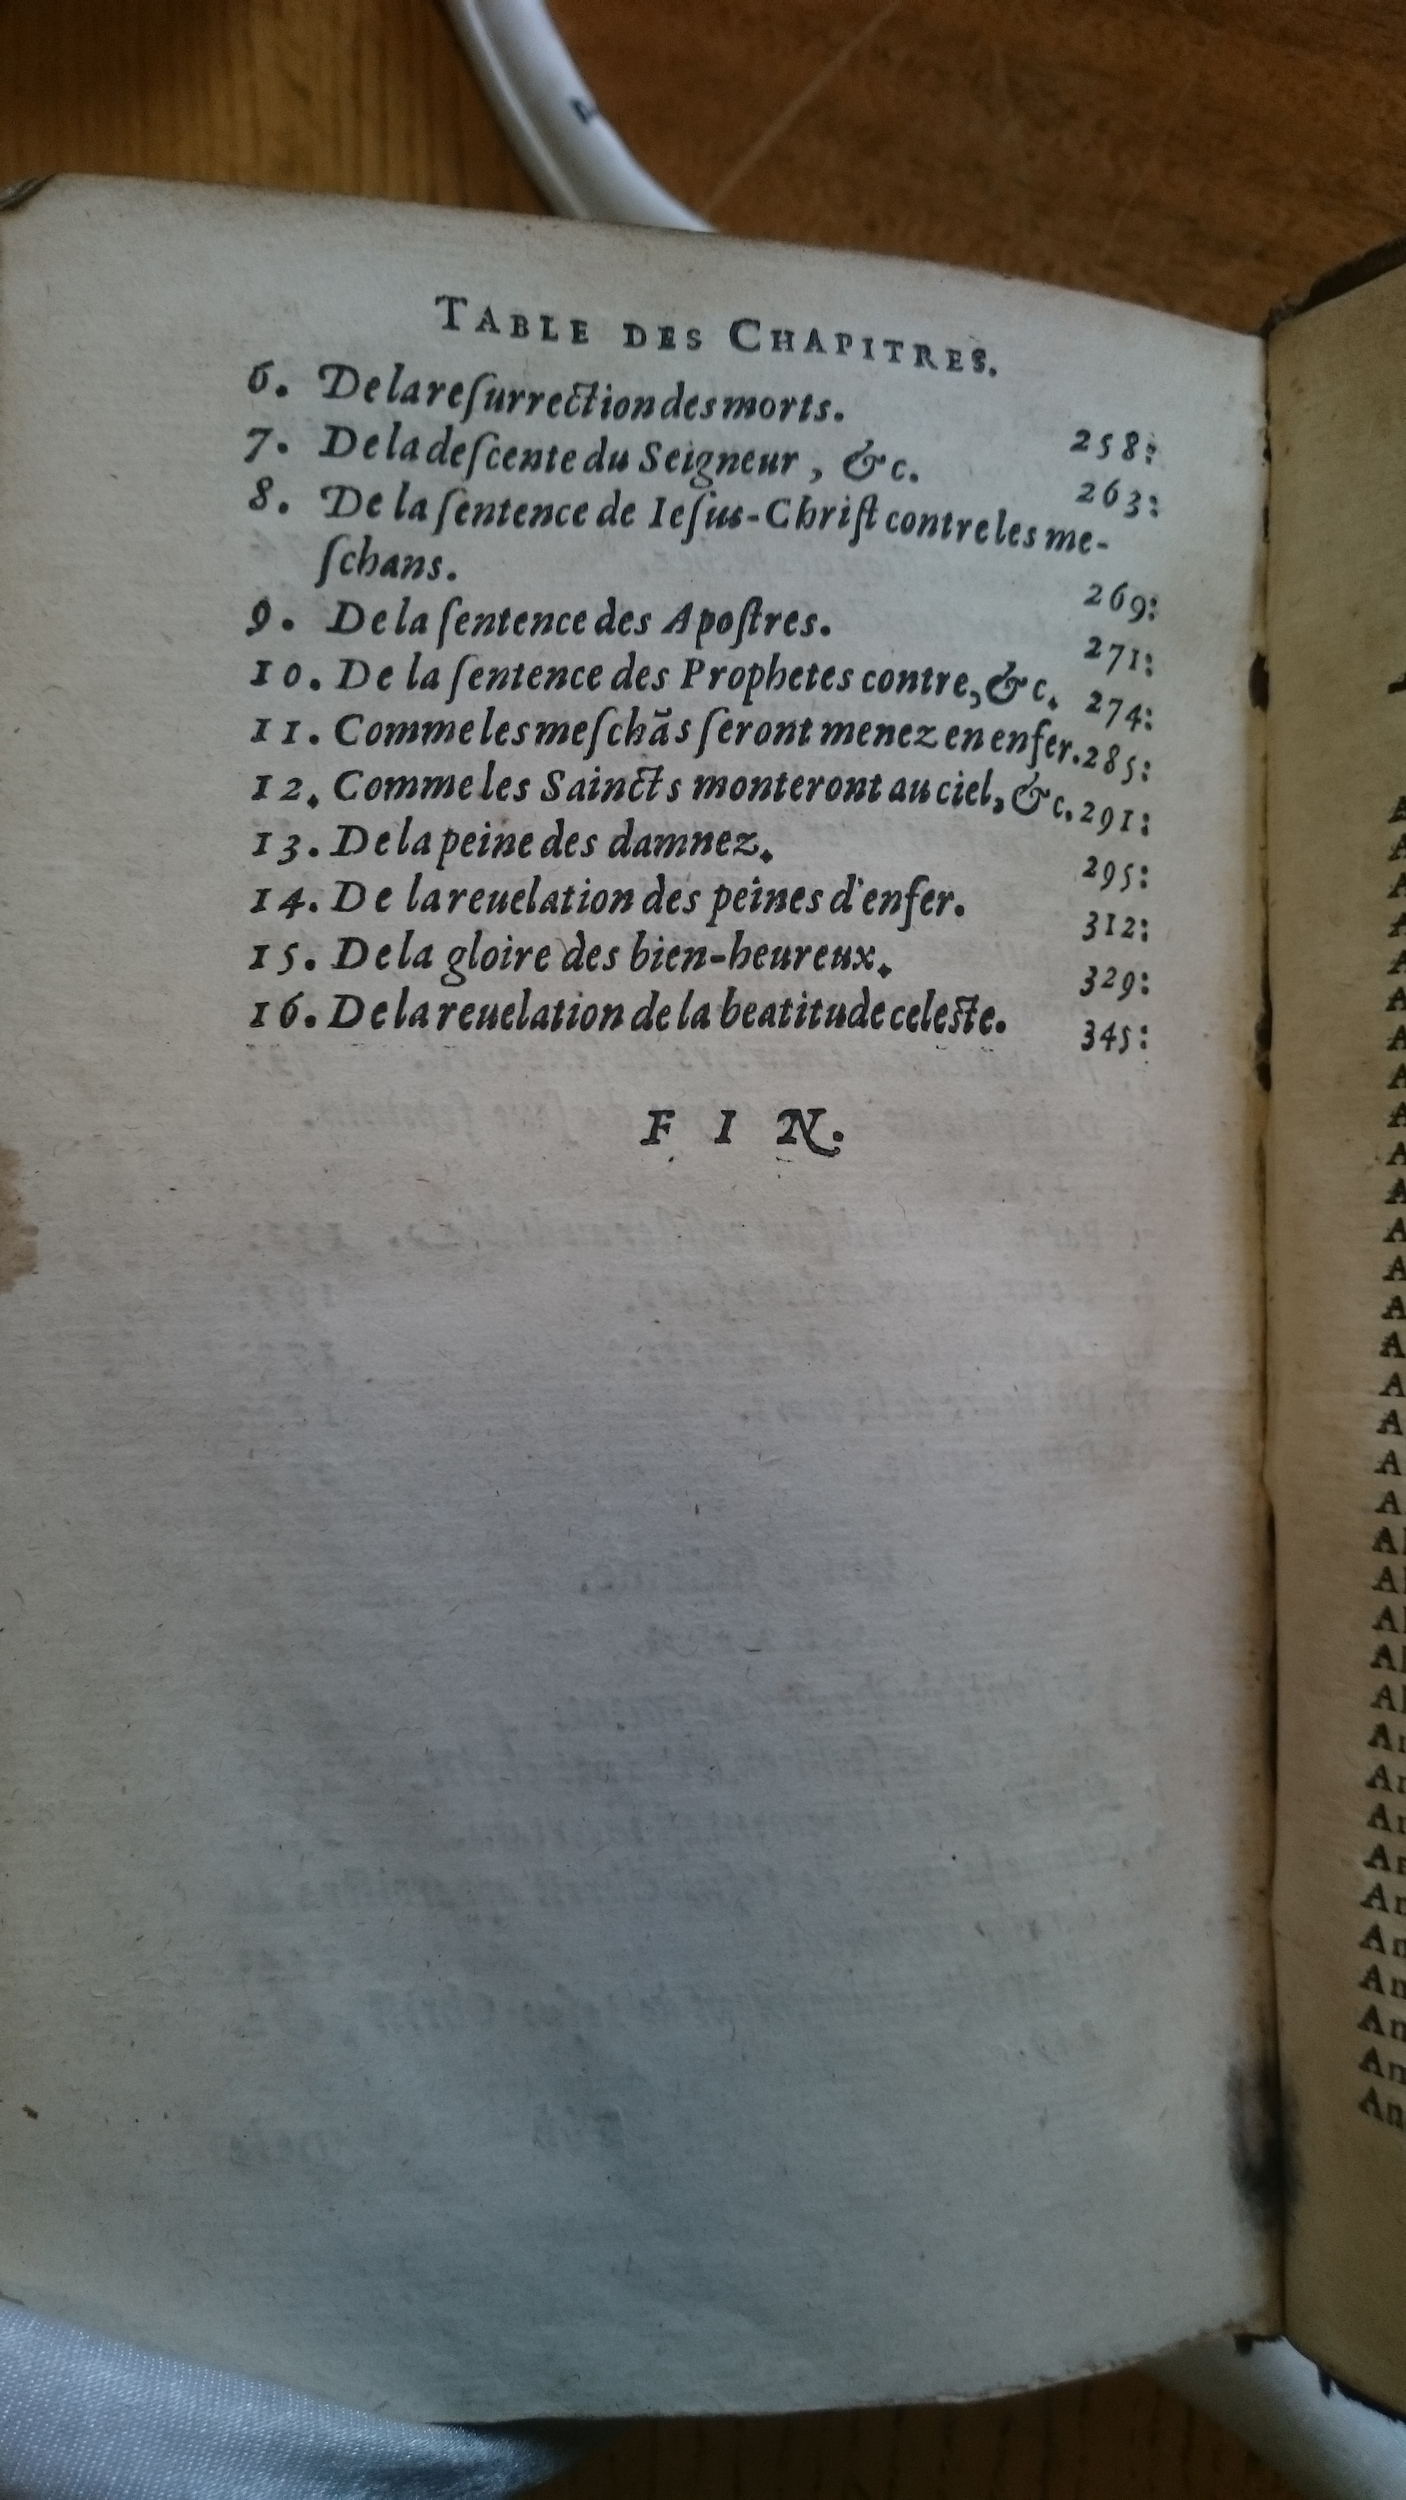 TABLE DES CHAPITRES.
6. De la reſurrection des morts. 258:
7. De la deſcente du Seigneur, &c. 263:
8. De la ſentence de Ieſus-Chriſt contre les me-
ſchans. 269:
9. De la ſentence des Apoſtres. 271:
10. De la ſentence des Prophetes contre, &c. 274:
11. Comme les meſchãs ſeront menez en enfer. 285:
12. Comme les Saincts monteront au ciel, &c. 291:
13. De la peine des damnez. 295:
14. De la reuelation des peines d'enfer. 312:
15. De la gloire des bien-heureux. 329:
16. De la reuelation de la beatitude celeste. 345:
F I N.